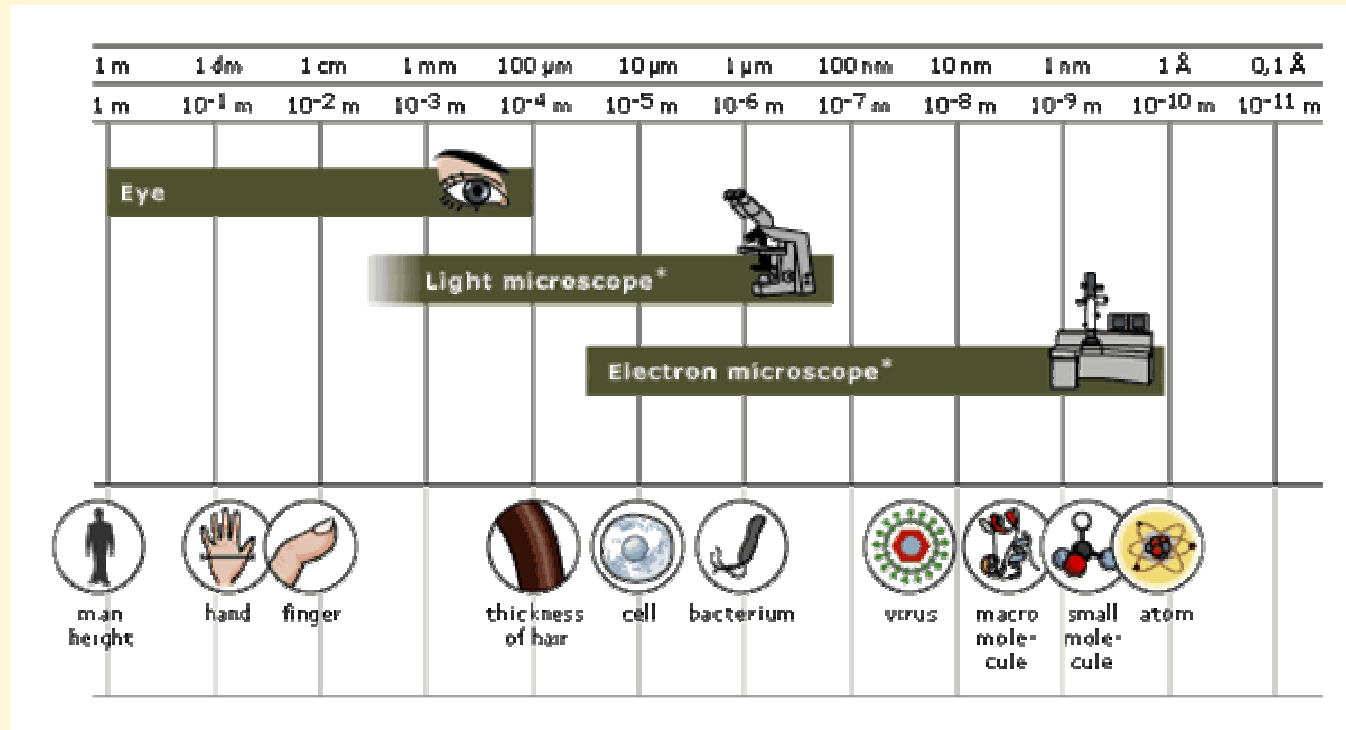 1 m 1 dm 1 cm 1 mm 100 µm 10 µm 1 µm 100 nm 10 nm 1 nm 1 Å 0,1 Å
1 m 10⁻¹ m 10⁻² m 10⁻³ m 10⁻⁴ m 10⁻⁵ m 10⁻⁶ m 10⁻⁷ m 10⁻⁸ m 10⁻⁹ m 10⁻¹⁰ m 10⁻¹¹ m
Eye
Light microscope*
Electron microscope*
man
height
hand
finger
thickness
of hair
cell
bacterium
virus
macro
mole-
cule
small
mole-
cule
atom